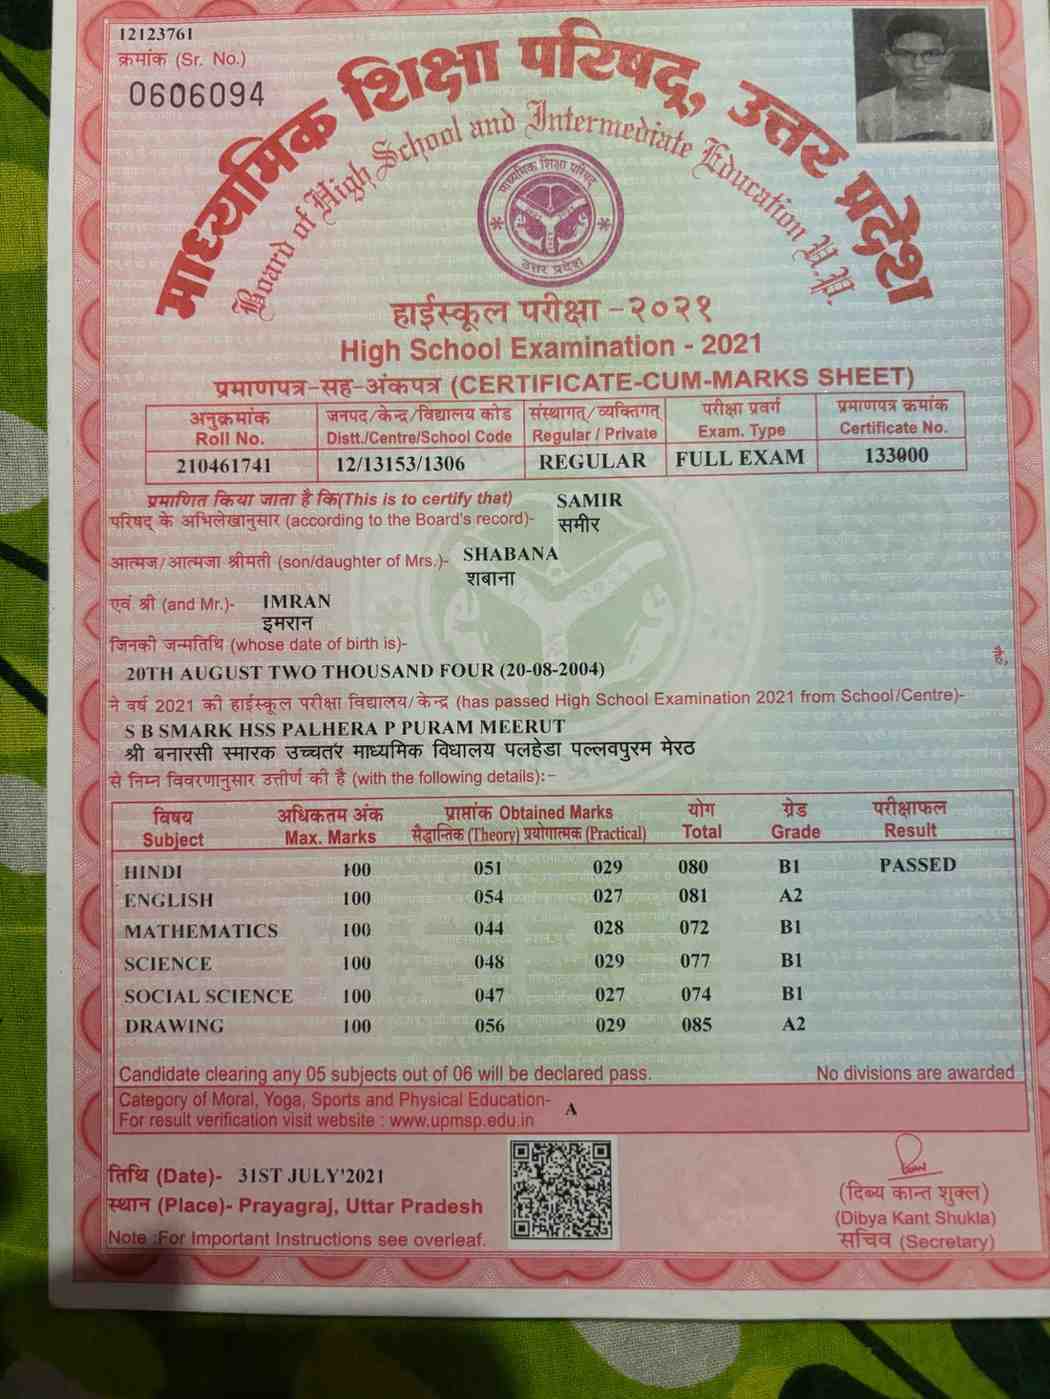 12123761
क्रमांक (Sr. No.)
0606094
माध्यमिक शिक्षा परिषद्, उत्तर प्रदेश
Board of High School and Intermediate Education U.P.
माध्यमिक शिक्षा परिषद
उत्तर प्रदेश
हाईस्कूल परीक्षा – २०२१
High School Examination - 2021
प्रमाणपत्र–सह–अंकपत्र (CERTIFICATE-CUM-MARKS SHEET)
अनुक्रमांक जनपद/केन्द्र/विद्यालय कोड संस्थागत/व्यक्तिगत परीक्षा प्रवर्ग प्रमाणपत्र क्रमांक
Roll No. Distt./Centre/School Code Regular / Private Exam. Type Certificate No.
210461741 12/13153/1306 REGULAR FULL EXAM 133000
प्रमाणित किया जाता है कि(This is to certify that) SAMIR
परिषद के अभिलेखानुसार (according to the Board's record)- समीर
आत्मज/आत्मजा श्रीमती (son/daughter of Mrs.)- SHABANA
शबाना
एवं श्री (and Mr.)- IMRAN
इमरान
जिनकी जन्मतिथि (whose date of birth is)-
20TH AUGUST TWO THOUSAND FOUR (20-08-2004) है,
ने वर्ष 2021 की हाईस्कूल परीक्षा विद्यालय/केन्द्र (has passed High School Examination 2021 from School/Centre)-
S B SMARK HSS PALHERA P PURAM MEERUT
श्री बनारसी स्मारक उच्चतर माध्यमिक विधालय पलहेडा पल्लवपुरम मेरठ
से निम्न विवरणानुसार उत्तीर्ण की है (with the following details):–
विषय अधिकतम अंक प्राप्तांक Obtained Marks योग ग्रेड परीक्षाफल
Subject Max. Marks सैद्धान्तिक (Theory) प्रयोगात्मक (Practical) Total Grade Result
HINDI 100 051 029 080 B1 PASSED
ENGLISH 100 054 027 081 A2
MATHEMATICS 100 044 028 072 B1
SCIENCE 100 048 029 077 B1
SOCIAL SCIENCE 100 047 027 074 B1
DRAWING 100 056 029 085 A2
Candidate clearing any 05 subjects out of 06 will be declared pass. No divisions are awarded
Category of Moral, Yoga, Sports and Physical Education- A
For result verification visit website : www.upmsp.edu.in
तिथि (Date)- 31ST JULY'2021
स्थान (Place)- Prayagraj, Uttar Pradesh
Note :For Important Instructions see overleaf.
(दिब्य कान्त शुक्ल)
(Dibya Kant Shukla)
सचिव (Secretary)